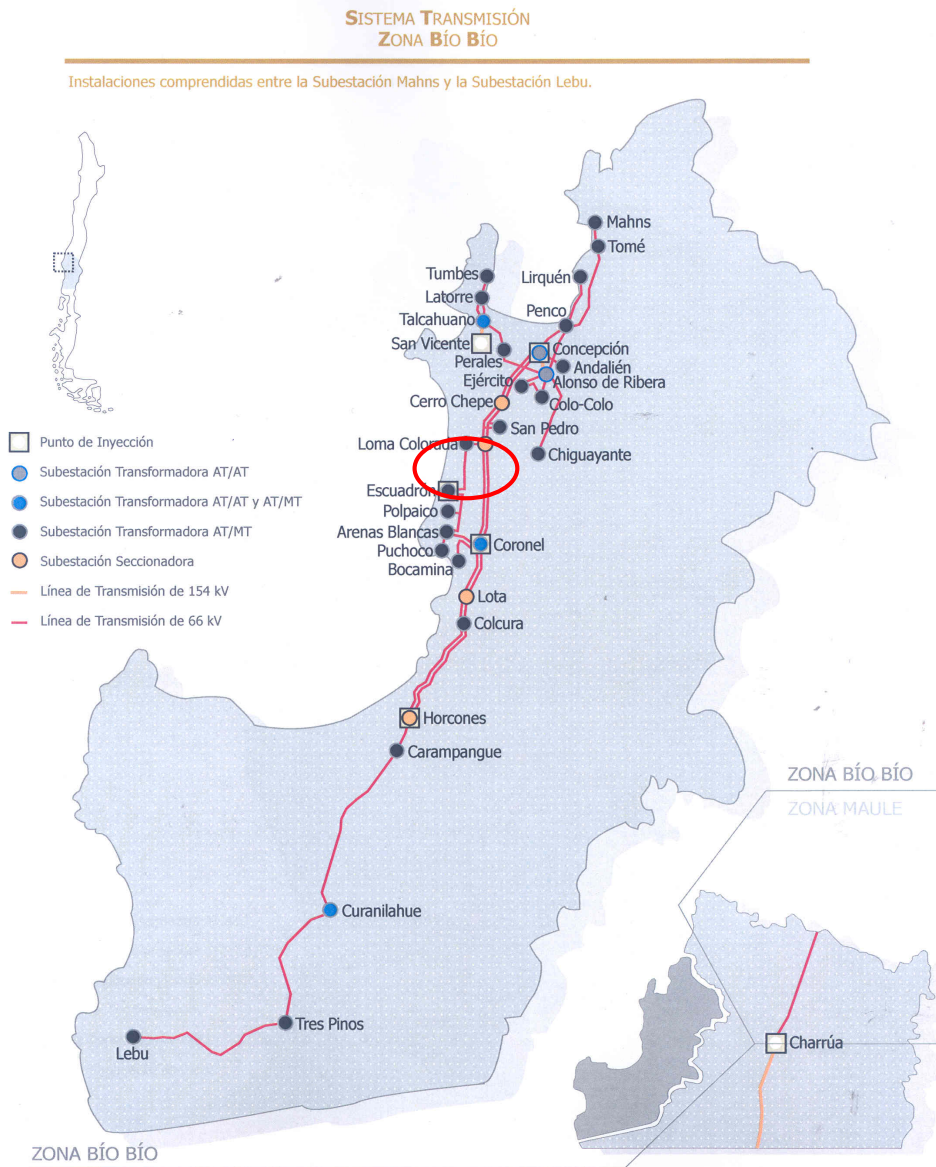 SISTEMA TRANSMISIÓN
ZONA BÍO BÍO
Instalaciones comprendidas entre la Subestación Mahns y la Subestación Lebu.
Mahns
Tomé
Tumbes
Lirquén
Latorre
Penco
Talcahuano
San Vicente
Concepción
Perales
Andalién
Ejército
Alonso de Ribera
Cerro Chepe
Colo-Colo
San Pedro
Loma Colorada
Chiguayante
Escuadrón
Polpaico
Arenas Blancas
Coronel
Puchoco
Bocamina
Lota
Colcura
Horcones
Carampangue
Curanilahue
Tres Pinos
Lebu
Punto de Inyección
Subestación Transformadora AT/AT
Subestación Transformadora AT/AT y AT/MT
Subestación Transformadora AT/MT
Subestación Seccionadora
Línea de Transmisión de 154 kV
Línea de Transmisión de 66 kV
ZONA BÍO BÍO
ZONA MAULE
Charrúa
ZONA BÍO BÍO